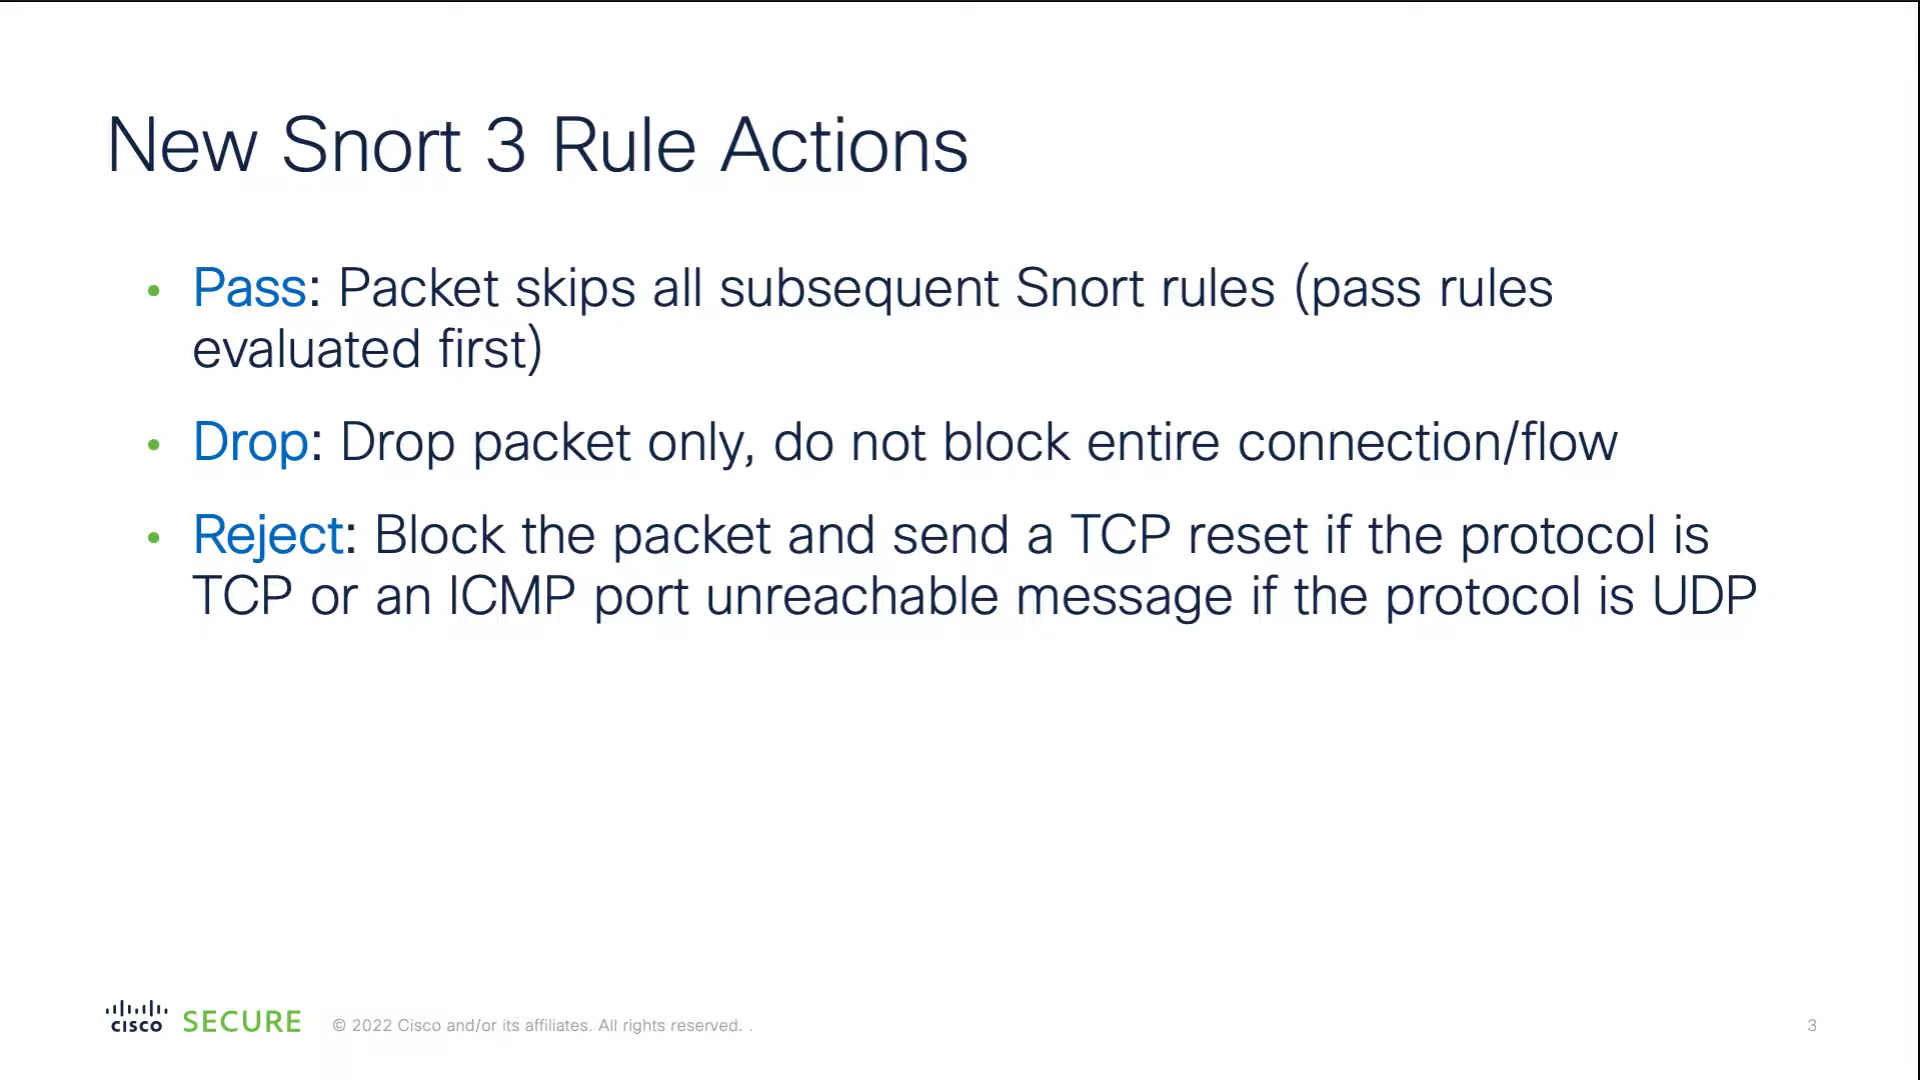 New Snort 3 Rule Actions
• Pass: Packet skips all subsequent Snort rules (pass rules
evaluated first)
• Drop: Drop packet only, do not block entire connection/flow
• Reject: Block the packet and send a TCP reset if the protocol is
TCP or an ICMP port unreachable message if the protocol is UDP
cisco SECURE © 2022 Cisco and/or its affiliates. All rights reserved. . 3